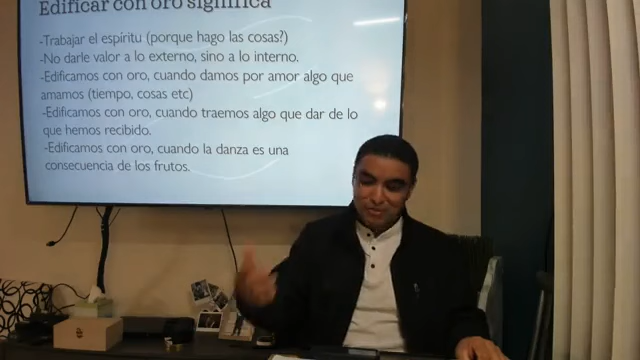 Edificar con oro significa
-Trabajar el espíritu (porque hago las cosas?)
-No darle valor a lo externo, sino a lo interno.
-Edificamos con oro, cuando damos por amor algo que
amamos (tiempo, cosas etc)
-Edificamos con oro, cuando traemos algo que dar de lo
que hemos recibido.
-Edificamos con oro, cuando la danza es una
consecuencia de los frutos.